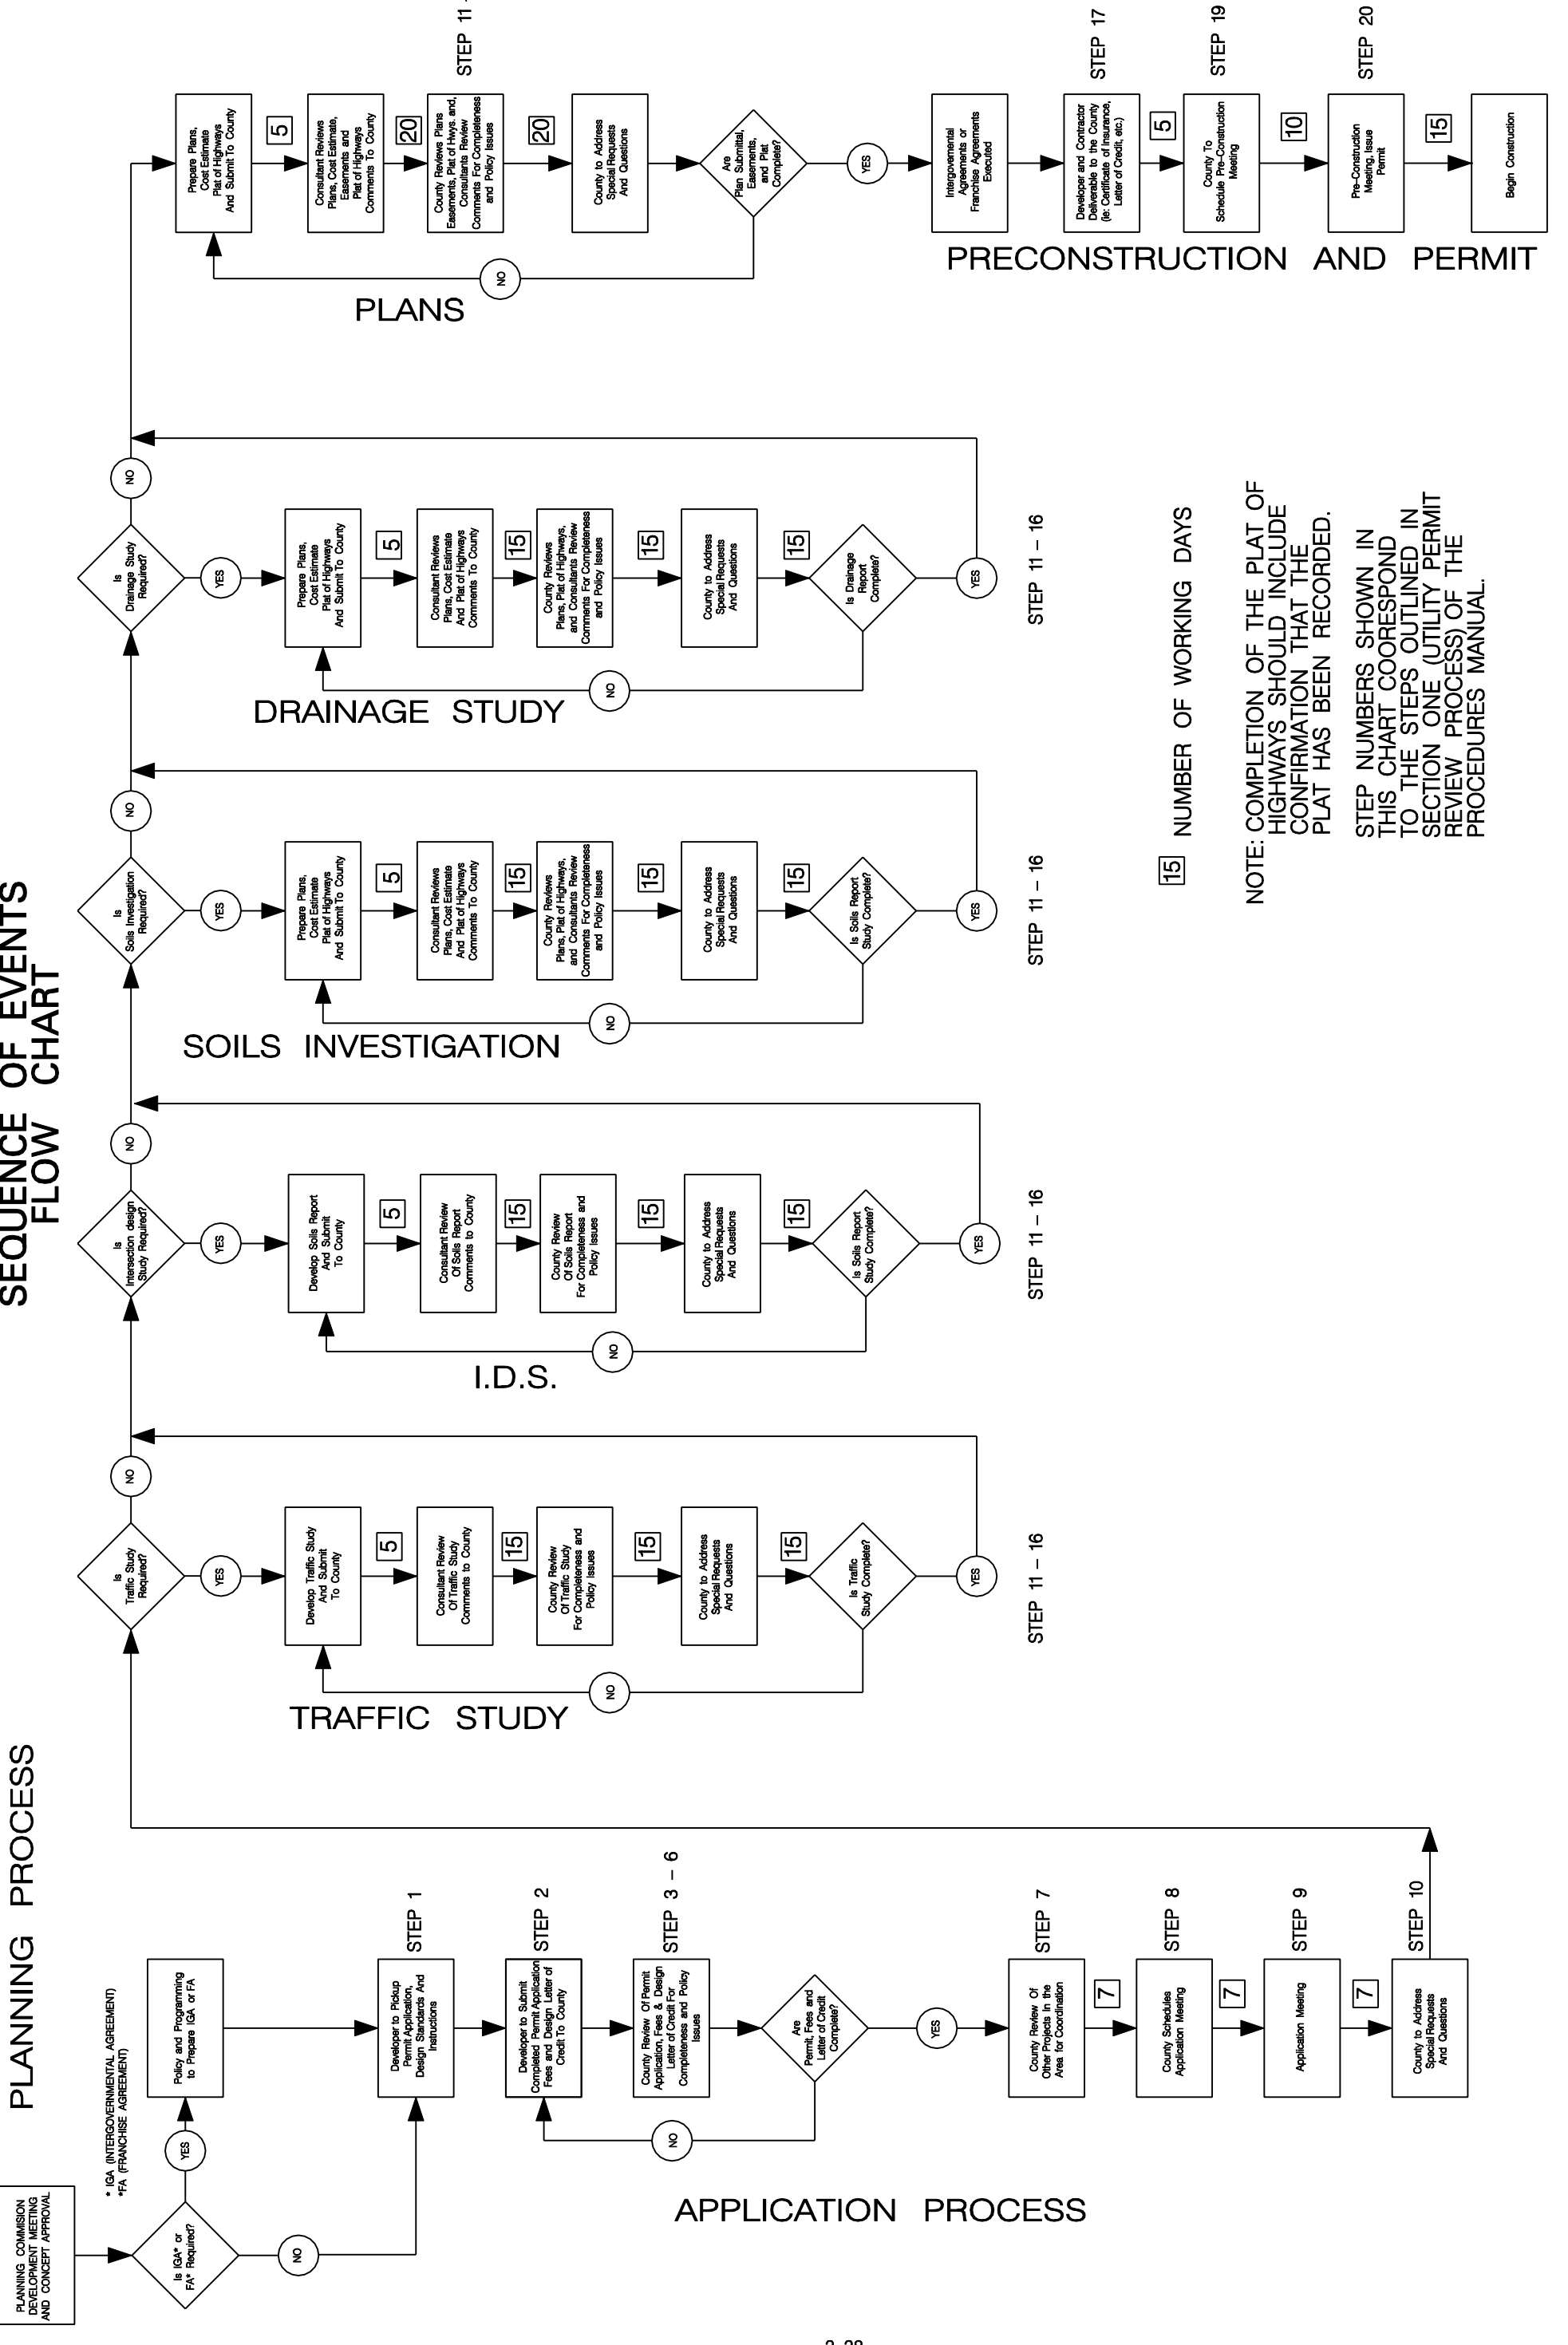 SEQUENCE OF EVENTS
FLOW CHART
PLANNING PROCESS
PLANNING COMMISION
DEVELOPMENT MEETING
AND CONCEPT APPROVAL
* IGA (INTERGOVERNMENTAL AGREEMENT)
*FA (FRANCHISE AGREEMENT)
Is IGA* or
FA* Required?
YES
NO
Policy and Programming
to Prepare IGA or FA
Developer to Pickup
Permit Application,
Design Standards And
Instructions
STEP 1
Developer to Submit
Completed Permit Application
Fees and Design Letter of
Credit To County
STEP 2
County Review Of Permit
Application, Fees & Design
Letter of Credit For
Completeness and Policy
Issues
STEP 3 – 6
Are
Permit, Fees and
Letter of Credit
Complete?
NO
YES
County Review Of
Other Projects In the
Area for Coordination
STEP 7
7
County Schedules
Application Meeting
STEP 8
7
Application Meeting
STEP 9
7
County to Address
Special Requests
And Questions
STEP 10
APPLICATION PROCESS
Is
Traffic Study
Required?
NO
YES
Develop Traffic Study
And Submit
To County
5
Consultant Review
Of Traffic Study
Comments to County
15
County Review
Of Traffic Study
For Completeness and
Policy Issues
15
County to Address
Special Requests
And Questions
15
Is Traffic
Study Complete?
NO
YES
STEP 11 – 16
TRAFFIC STUDY
Is
Intersection design
Study Required?
NO
YES
Develop Soils Report
And Submit
To County
5
Consultant Review
Of Soils Report
Comments to County
15
County Review
Of Soils Report
For Completeness and
Policy Issues
15
County to Address
Special Requests
And Questions
15
Is Soils Report
Study Complete?
NO
YES
STEP 11 – 16
I.D.S.
Is
Soils Investigation
Required?
NO
YES
Prepare Plans,
Cost Estimate
Plat of Highways
And Submit To County
5
Consultant Reviews
Plans, Cost Estimate
And Plat of Highways
Comments To County
15
County Reviews
Plans, Plat of Highways,
and Consultants Review
Comments For Completeness
and Policy Issues
15
County to Address
Special Requests
And Questions
15
Is Soils Report
Study Complete?
NO
YES
STEP 11 – 16
SOILS INVESTIGATION
Is
Drainage Study
Required?
NO
YES
Prepare Plans,
Cost Estimate
Plat of Highways
And Submit To County
5
Consultant Reviews
Plans, Cost Estimate
And Plat of Highways
Comments To County
15
County Reviews
Plans, Plat of Highways,
and Consultants Review
Comments For Completeness
and Policy Issues
15
County to Address
Special Requests
And Questions
15
Is Drainage
Report
Complete?
NO
YES
STEP 11 – 16
DRAINAGE STUDY
Prepare Plans,
Cost Estimate
Plat of Highways
And Submit To County
5
Consultant Reviews
Plans, Cost Estimate,
Easements and
Plat of Highways
Comments To County
20
County Reviews Plans
Easements, Plat of Hwys. and,
Consultants Review
Comments For Completeness
and Policy Issues
STEP 11 –
20
County to Address
Special Requests
And Questions
Are
Plan Submittal,
Easements,
and Plat
Complete?
NO
YES
PLANS
Intergovernmental
Agreements or
Franchise Agreements
Executed
Developer and Contractor
Deliverable to the County
(ie: Certificate of Insurance,
Letter of Credit, etc.)
STEP 17
5
County To
Schedule Pre-Construction
Meeting
STEP 19
10
Pre-Construction
Meeting, Issue
Permit
STEP 20
15
Begin Construction
PRECONSTRUCTION AND PERMIT
15 NUMBER OF WORKING DAYS
NOTE: COMPLETION OF THE PLAT OF
HIGHWAYS SHOULD INCLUDE
CONFIRMATION THAT THE
PLAT HAS BEEN RECORDED.
STEP NUMBERS SHOWN IN
THIS CHART COORESPOND
TO THE STEPS OUTLINED IN
SECTION ONE (UTILITY PERMIT
REVIEW PROCESS) OF THE
PROCEDURES MANUAL.